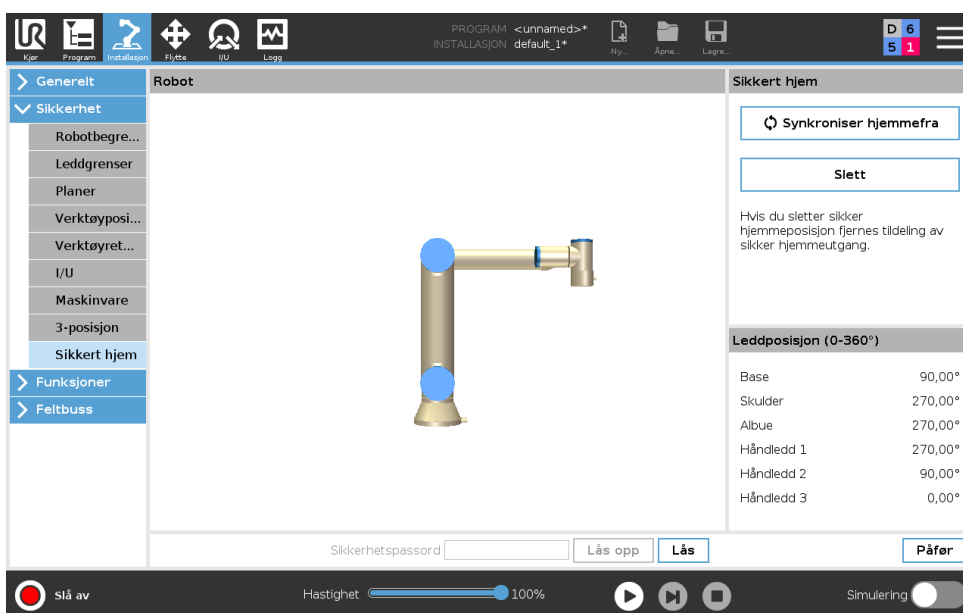 UR
Kjør
Program
Installasjon
Flytte
I/U
Logg
PROGRAM <unnamed>*
INSTALLASJON default_1*
Ny...
Åpne...
Lagre...
D 6
5 1
Generelt
Sikkerhet
Robotbegre...
Leddgrenser
Planer
Verktøyposi...
Verktøyret...
I/U
Maskinvare
3-posisjon
Sikkert hjem
Funksjoner
Feltbuss
Robot
Sikkert hjem
Synkroniser hjemmefra
Slett
Hvis du sletter sikker
hjemmeposisjon fjernes tildeling av
sikker hjemmeutgang.
Leddposisjon (0-360°)
Base 90,00°
Skulder 270,00°
Albue 270,00°
Håndledd 1 270,00°
Håndledd 2 90,00°
Håndledd 3 0,00°
Sikkerhetspassord
Lås opp
Lås
Påfør
Slå av
Hastighet 100%
Simulering